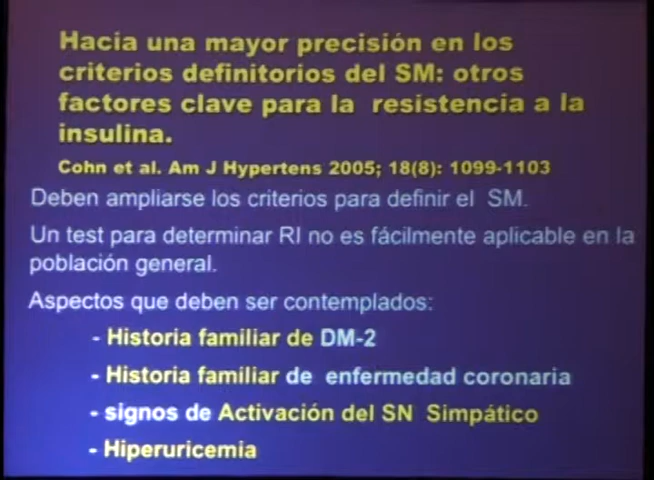 Hacia una mayor precisión en los
criterios definitorios del SM: otros
factores clave para la resistencia a la
insulina.
Cohn et al. Am J Hypertens 2005; 18(8): 1099-1103
Deben ampliarse los criterios para definir el SM.
Un test para determinar RI no es fácilmente aplicable en la
población general.
Aspectos que deben ser contemplados:
- Historia familiar de DM-2
- Historia familiar de enfermedad coronaria
- signos de Activación del SN Simpático
- Hiperuricemia